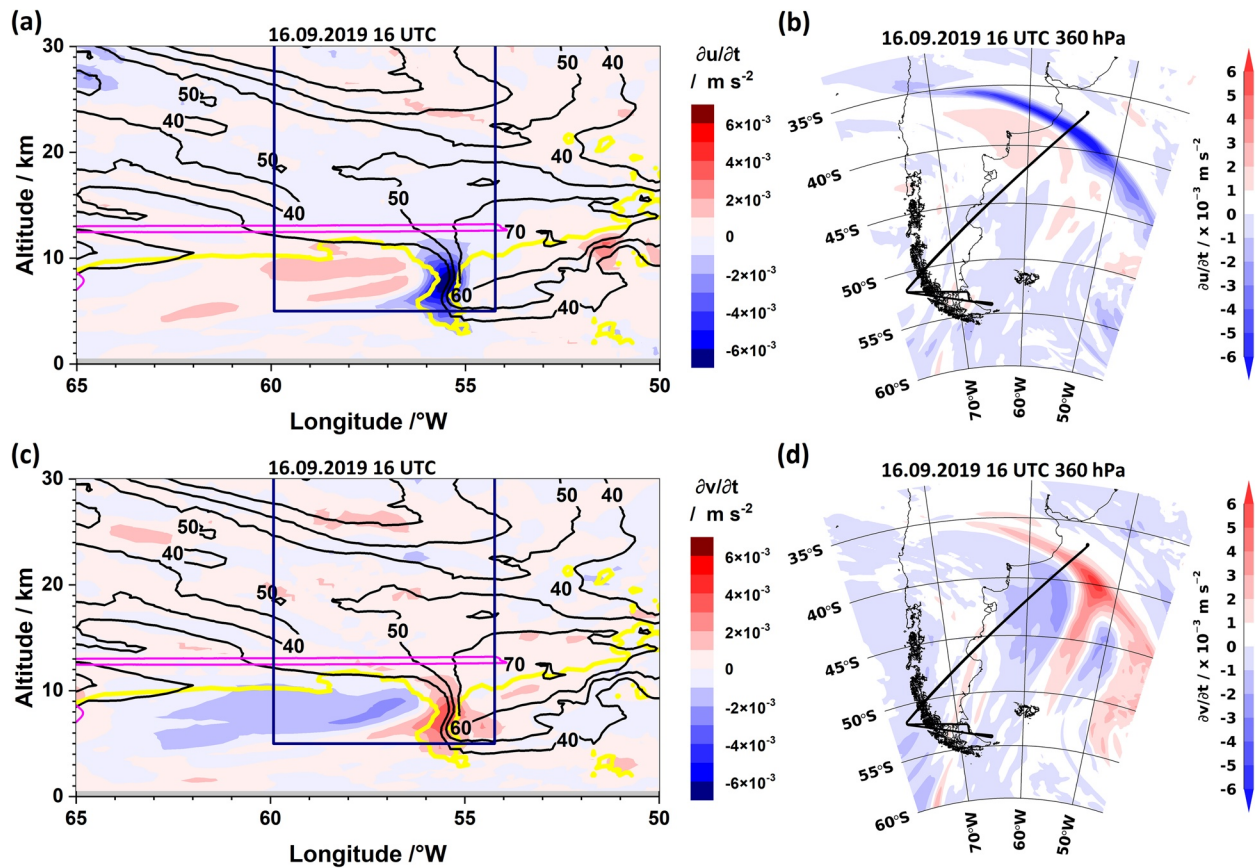 (a)
16.09.2019 16 UTC
30
20
10
0
Altitude / km
65
60
55
50
Longitude /°W
50
40
40
50
40
50
40
70
60
40
∂u/∂t
/ m s⁻²
6×10⁻³
4×10⁻³
2×10⁻³
0
-2×10⁻³
-4×10⁻³
-6×10⁻³
(b)
16.09.2019 16 UTC 360 hPa
35°S
40°S
45°S
50°S
55°S
60°S
70°W
60°W
50°W
6
5
4
3
2
1
0
-1
-2
-3
-4
-5
-6
∂u/∂t / x 10⁻³ m s⁻²
(c)
16.09.2019 16 UTC
30
20
10
0
Altitude / km
65
60
55
50
Longitude /°W
50
40
50
40
50
40
50
40
40
70
60
40
∂v/∂t
/ m s⁻²
6×10⁻³
4×10⁻³
2×10⁻³
0
-2×10⁻³
-4×10⁻³
-6×10⁻³
(d)
16.09.2019 16 UTC 360 hPa
35°S
40°S
45°S
50°S
55°S
60°S
70°W
60°W
50°W
6
5
4
3
2
1
0
-1
-2
-3
-4
-5
-6
∂v/∂t / x 10⁻³ m s⁻²